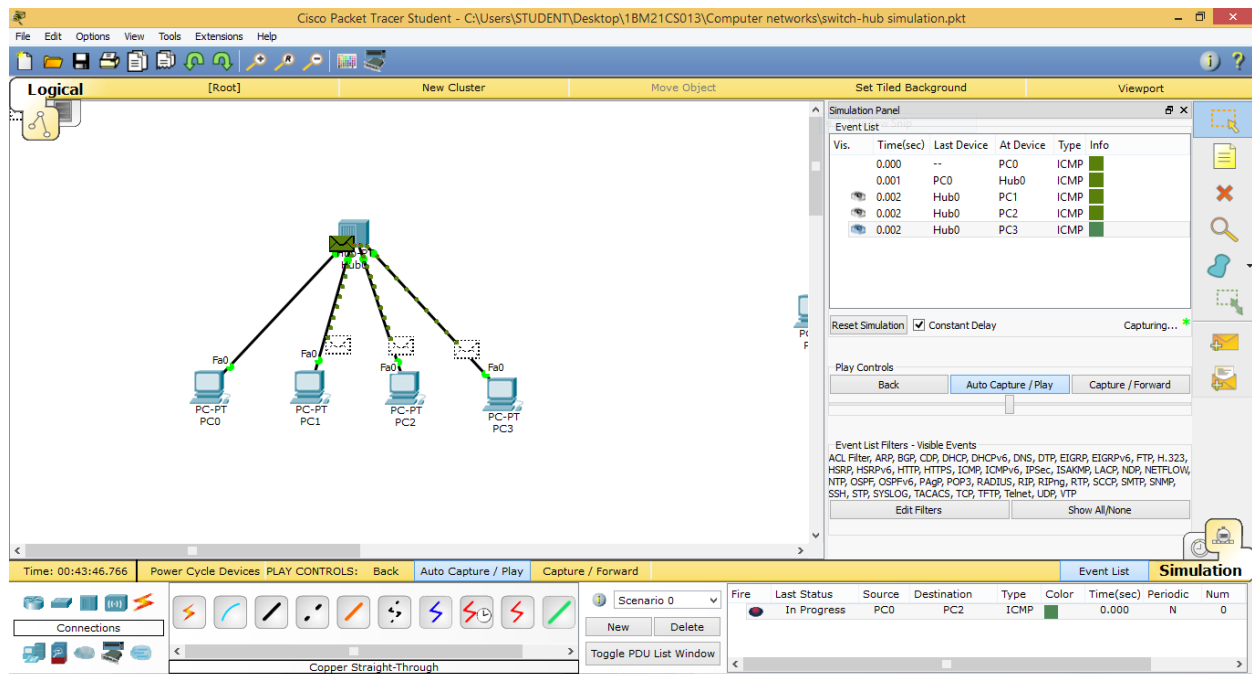 Cisco Packet Tracer Student - C:\Users\STUDENT\Desktop\1BM21CS013\Computer networks\switch-hub simulation.pkt
File Edit Options View Tools Extensions Help
Logical [Root] New Cluster Move Object Set Tiled Background Viewport
Simulation Panel
Event List
Vis. Time(sec) Last Device At Device Type Info
0.000 -- PC0 ICMP
0.001 PC0 Hub0 ICMP
0.002 Hub0 PC1 ICMP
0.002 Hub0 PC2 ICMP
0.002 Hub0 PC3 ICMP
Reset Simulation Constant Delay Capturing... *
Play Controls
Back Auto Capture / Play Capture / Forward
Event List Filters - Visible Events
ACL Filter, ARP, BGP, CDP, DHCP, DHCPv6, DNS, DTP, EIGRP, EIGRPv6, FTP, H.323,
HSRP, HSRPv6, HTTP, HTTPS, ICMP, ICMPv6, IPSec, ISAKMP, LACP, NDP, NETFLOW,
NTP, OSPF, OSPFv6, PAgP, POP3, RADIUS, RIP, RIPng, RTP, SCCP, SMTP, SNMP,
SSH, STP, SYSLOG, TACACS, TCP, TFTP, Telnet, UDP, VTP
Edit Filters Show All/None
Hub0
Fa0 Fa0 Fa0 Fa0
PC-PT PC-PT PC-PT PC-PT
PC0 PC1 PC2 PC3
Time: 00:43:46.766 Power Cycle Devices PLAY CONTROLS: Back Auto Capture / Play Capture / Forward Event List Simulation
Connections
Copper Straight-Through
Scenario 0
New Delete
Toggle PDU List Window
Fire Last Status Source Destination Type Color Time(sec) Periodic Num
In Progress PC0 PC2 ICMP 0.000 N 0